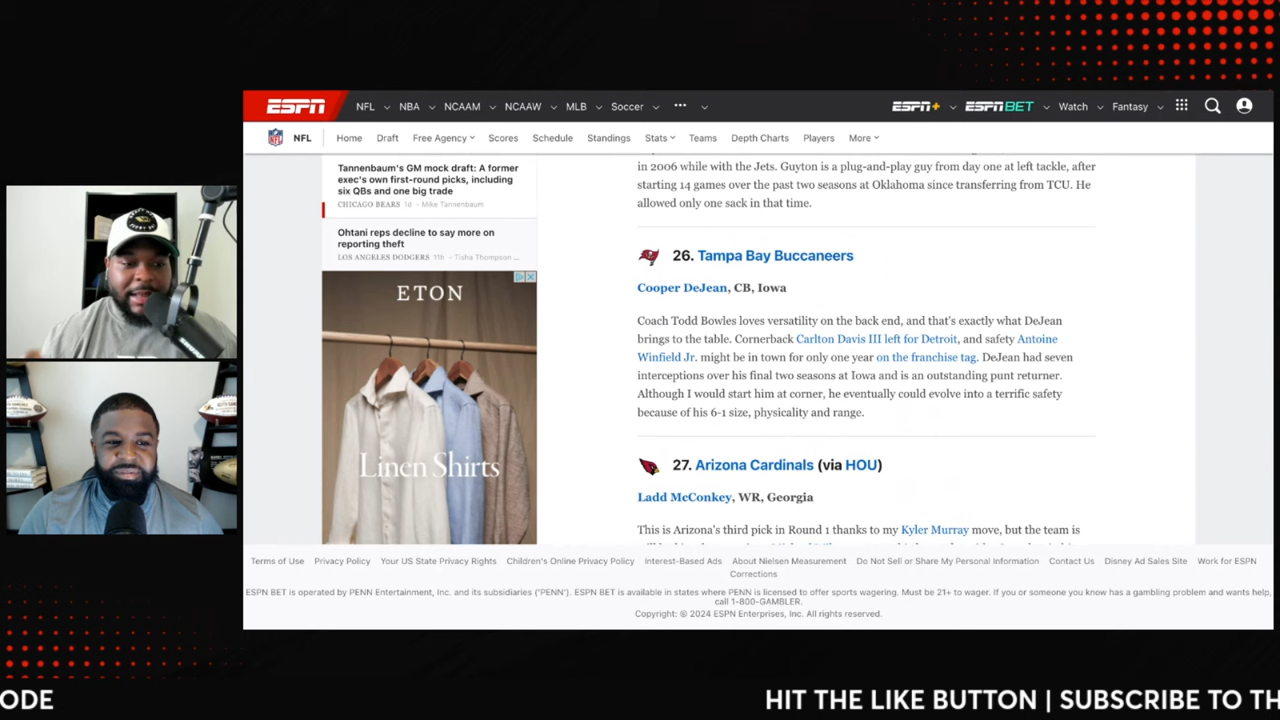 ESPN NFL NBA NCAAM NCAAW MLB Soccer ••• ESPN+ ESPNBET Watch Fantasy
NFL Home Draft Free Agency Scores Schedule Standings Stats Teams Depth Charts Players More
Tannenbaum's GM mock draft: A former
exec's own first-round picks, including
six QBs and one big trade
CHICAGO BEARS 1d - Mike Tannenbaum
Ohtani reps decline to say more on
reporting theft
LOS ANGELES DODGERS 11h - Tisha Thompson ...
ETON
Linen Shirts
in 2006 while with the Jets. Guyton is a plug-and-play guy from day one at left tackle, after
starting 14 games over the past two seasons at Oklahoma since transferring from TCU. He
allowed only one sack in that time.
26. Tampa Bay Buccaneers
Cooper DeJean, CB, Iowa
Coach Todd Bowles loves versatility on the back end, and that's exactly what DeJean
brings to the table. Cornerback Carlton Davis III left for Detroit, and safety Antoine
Winfield Jr. might be in town for only one year on the franchise tag. DeJean had seven
interceptions over his final two seasons at Iowa and is an outstanding punt returner.
Although I would start him at corner, he eventually could evolve into a terrific safety
because of his 6-1 size, physicality and range.
27. Arizona Cardinals (via HOU)
Ladd McConkey, WR, Georgia
This is Arizona's third pick in Round 1 thanks to my Kyler Murray move, but the team is
Terms of Use Privacy Policy Your US State Privacy Rights Children's Online Privacy Policy Interest-Based Ads About Nielsen Measurement Do Not Sell or Share My Personal Information Contact Us Disney Ad Sales Site Work for ESPN
Corrections
ESPN BET is operated by PENN Entertainment, Inc. and its subsidiaries ('PENN'). ESPN BET is available in states where PENN is licensed to offer sports wagering. Must be 21+ to wager. If you or someone you know has a gambling problem and wants help,
call 1-800-GAMBLER.
Copyright: © 2024 ESPN Enterprises, Inc. All rights reserved.
ODE HIT THE LIKE BUTTON | SUBSCRIBE TO TH